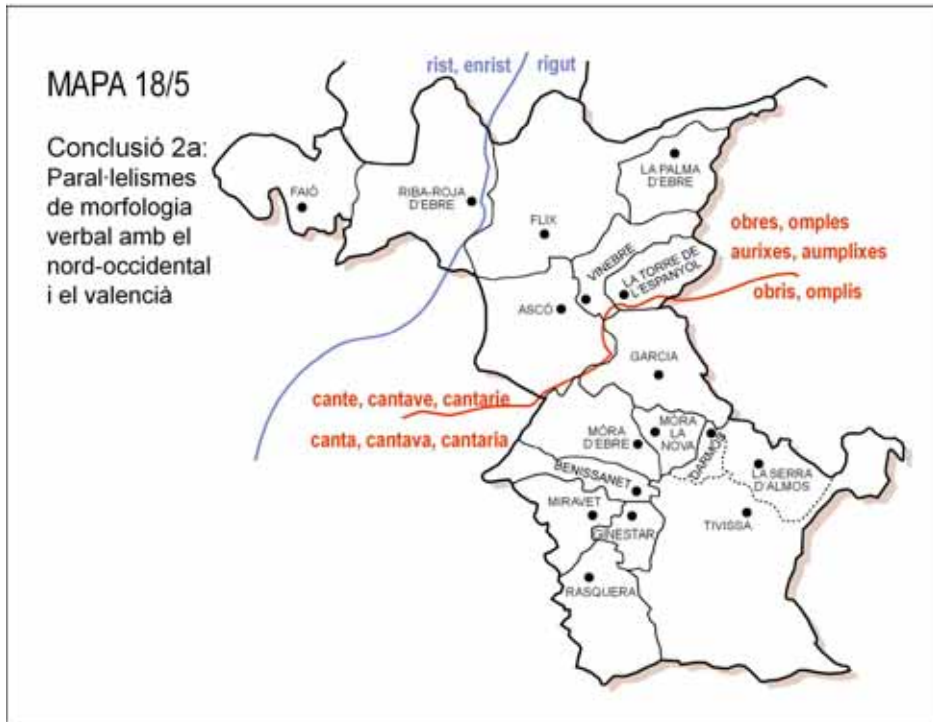 MAPA 18/5
Conclusió 2a:
Paral·lelismes
de morfologia
verbal amb el
nord-occidental
i el valencià
rist, enrist
rigut
LA PALMA
D'EBRE
FAIÓ
RIBA-ROJA
D'EBRE
FLIX
obres, omples
aurixes, aumplixes
obris, omplis
VINEBRE
LA TORRE DE
L'ESPANYOL
ASCÓ
GARCIA
cante, cantave, cantarie
canta, cantava, cantaria
MÓRA
D'EBRE
MÓRA
LA
NOVA
DARMÓS
LA SERRA
D'ALMOS
BENISSANET
MIRAVET
GINESTAR
TIVISSA
RASQUERA